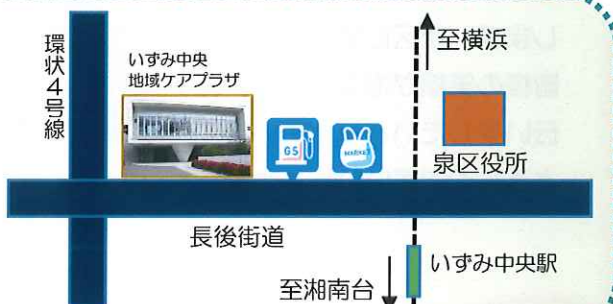 環状4号線
いずみ中央
地域ケアプラザ
至横浜
GS
MARKET
泉区役所
長後街道
いずみ中央駅
至湘南台